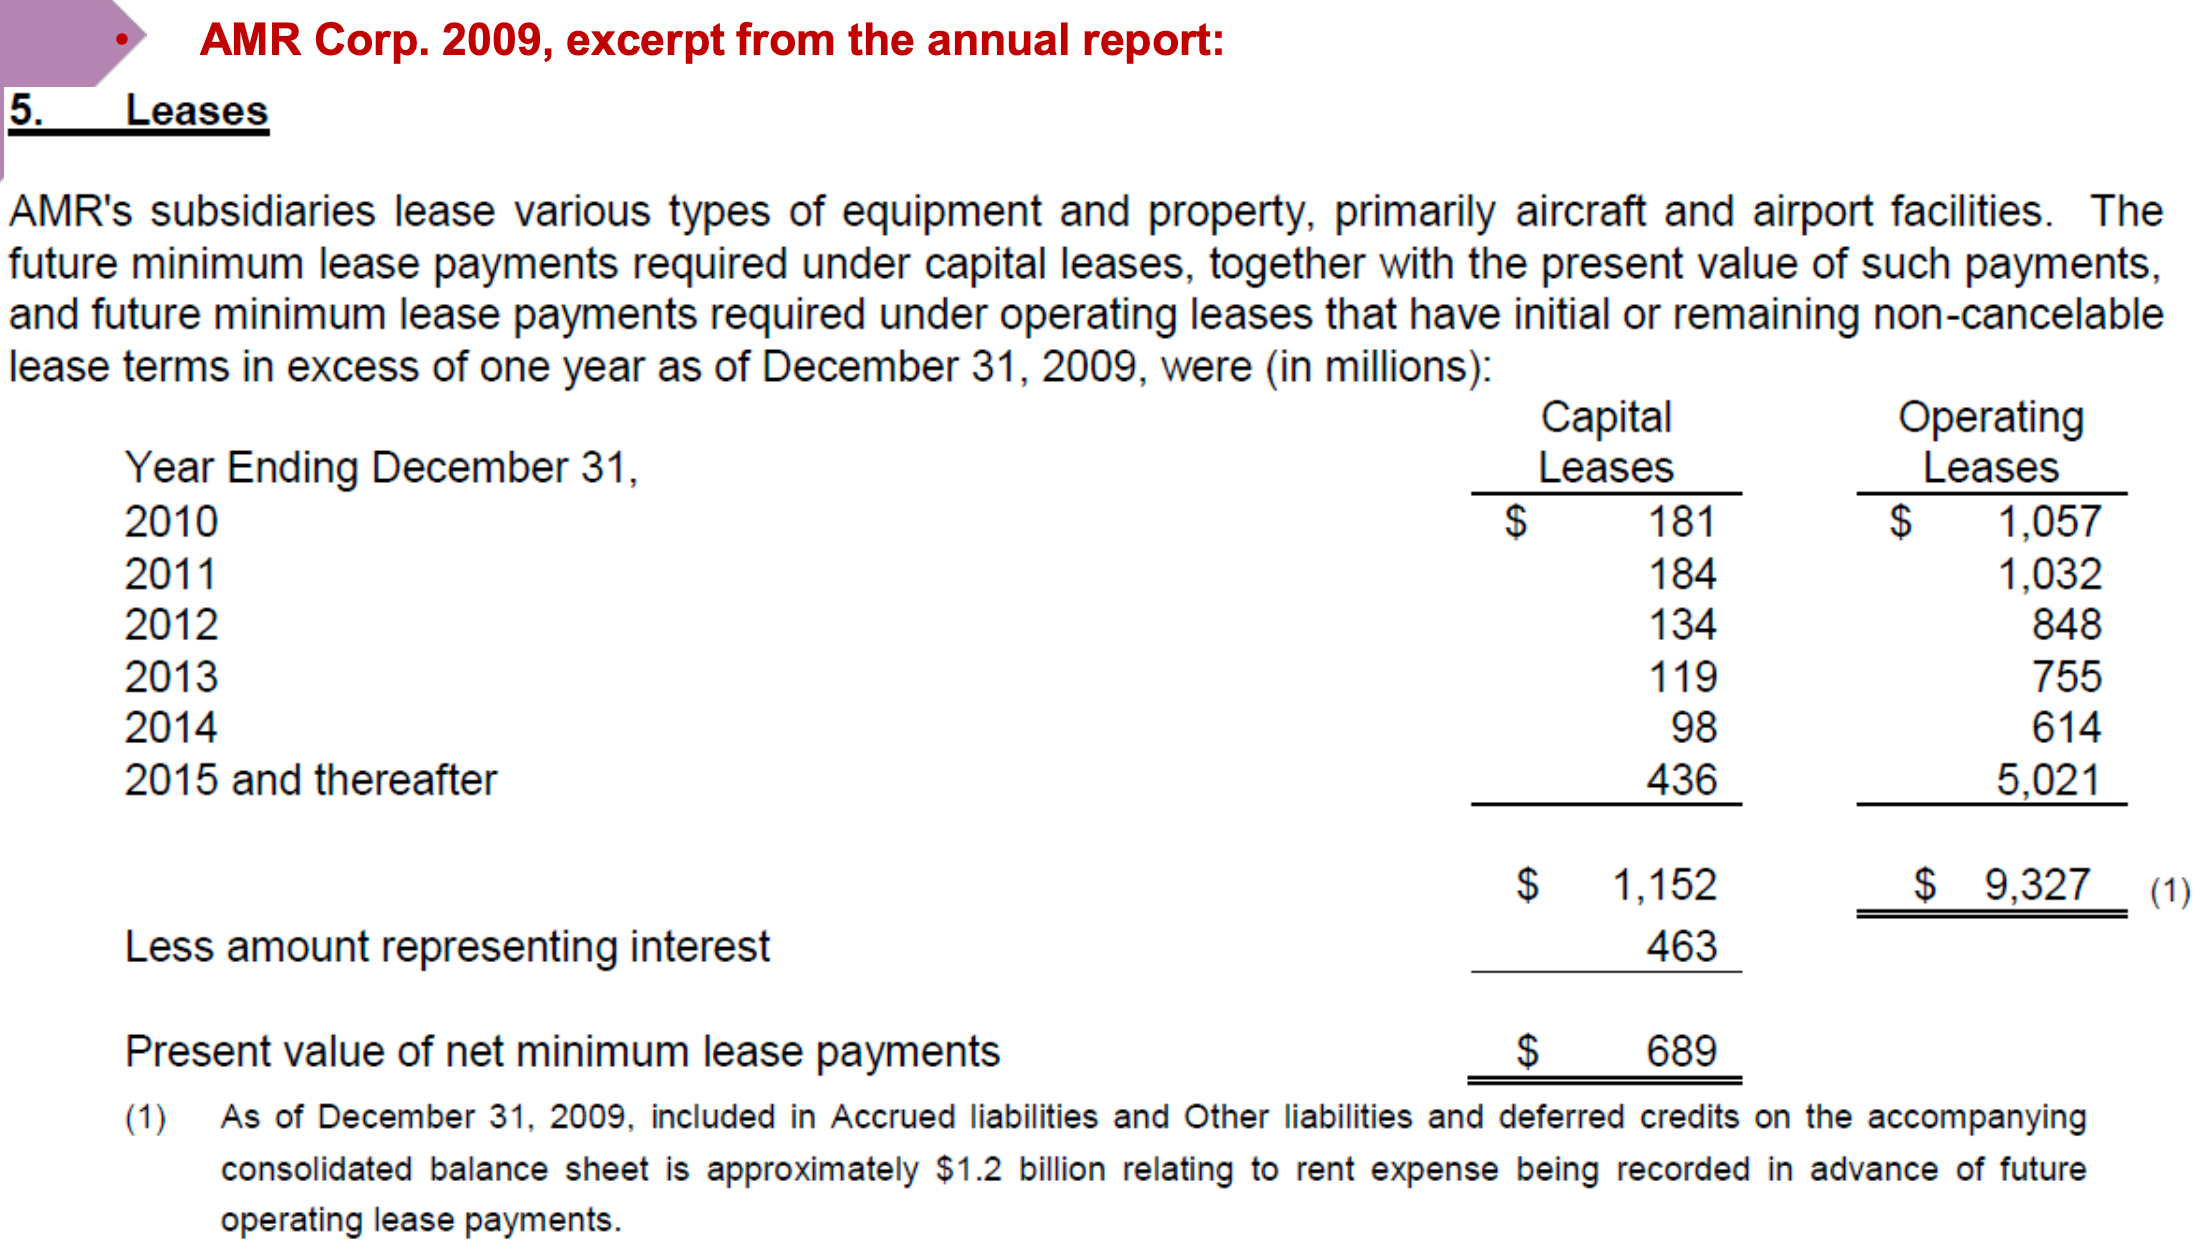 • AMR Corp. 2009, excerpt from the annual report:
5. Leases
AMR's subsidiaries lease various types of equipment and property, primarily aircraft and airport facilities. The
future minimum lease payments required under capital leases, together with the present value of such payments,
and future minimum lease payments required under operating leases that have initial or remaining non-cancelable
lease terms in excess of one year as of December 31, 2009, were (in millions):
Capital Operating
Year Ending December 31, Leases Leases
2010 $ 181 $ 1,057
2011 184 1,032
2012 134 848
2013 119 755
2014 98 614
2015 and thereafter 436 5,021
$ 1,152 $ 9,327 (1)
Less amount representing interest 463
Present value of net minimum lease payments $ 689
(1) As of December 31, 2009, included in Accrued liabilities and Other liabilities and deferred credits on the accompanying
consolidated balance sheet is approximately $1.2 billion relating to rent expense being recorded in advance of future
operating lease payments.